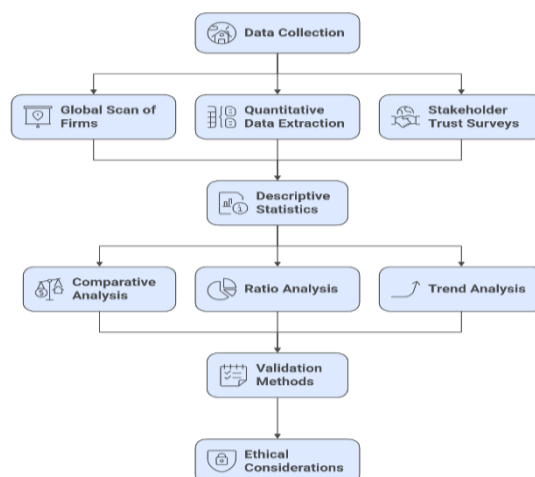 Data Collection
Global Scan of
Firms
Quantitative
Data Extraction
Stakeholder
Trust Surveys
Descriptive
Statistics
Comparative
Analysis
Ratio Analysis
Trend Analysis
Validation
Methods
Ethical
Considerations